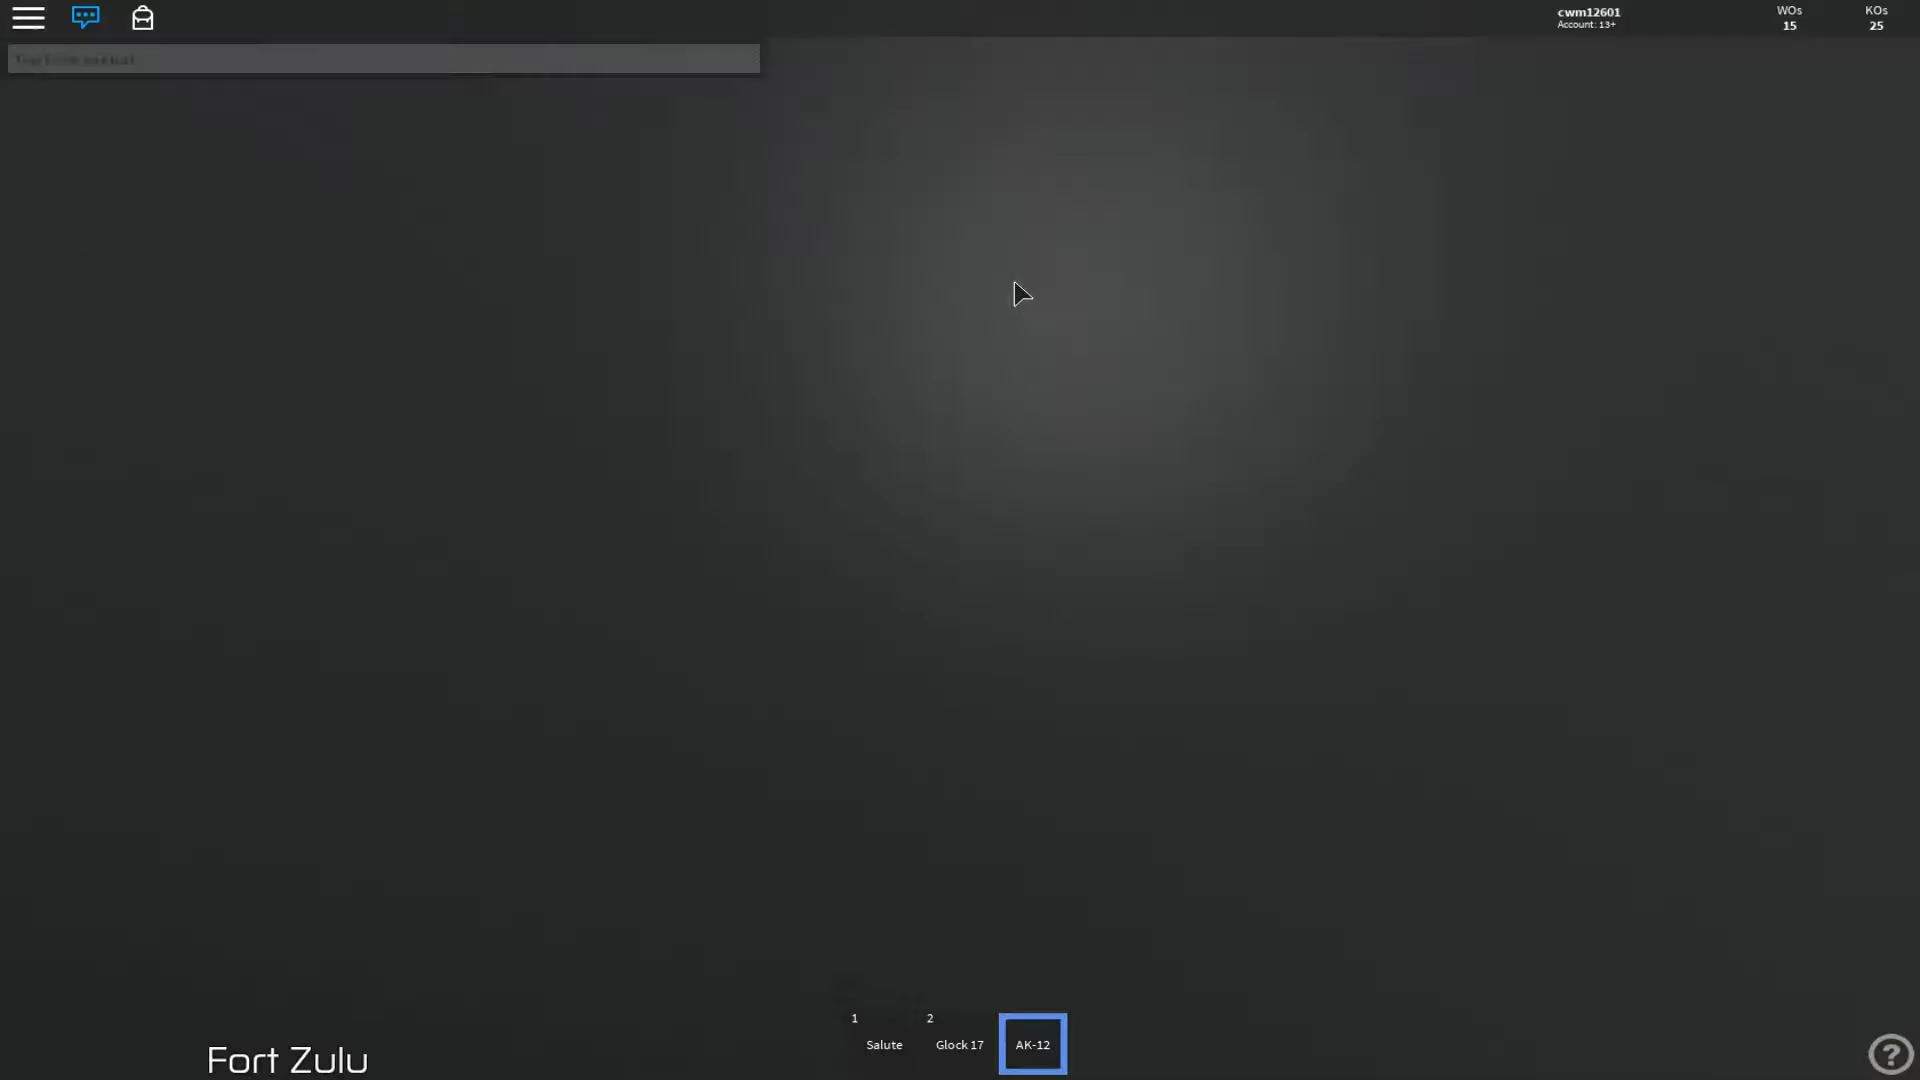 cwm12601
Account: 13+
WOs
15
KOs
25
1
Salute
2
Glock 17
AK-12
Fort Zulu
?